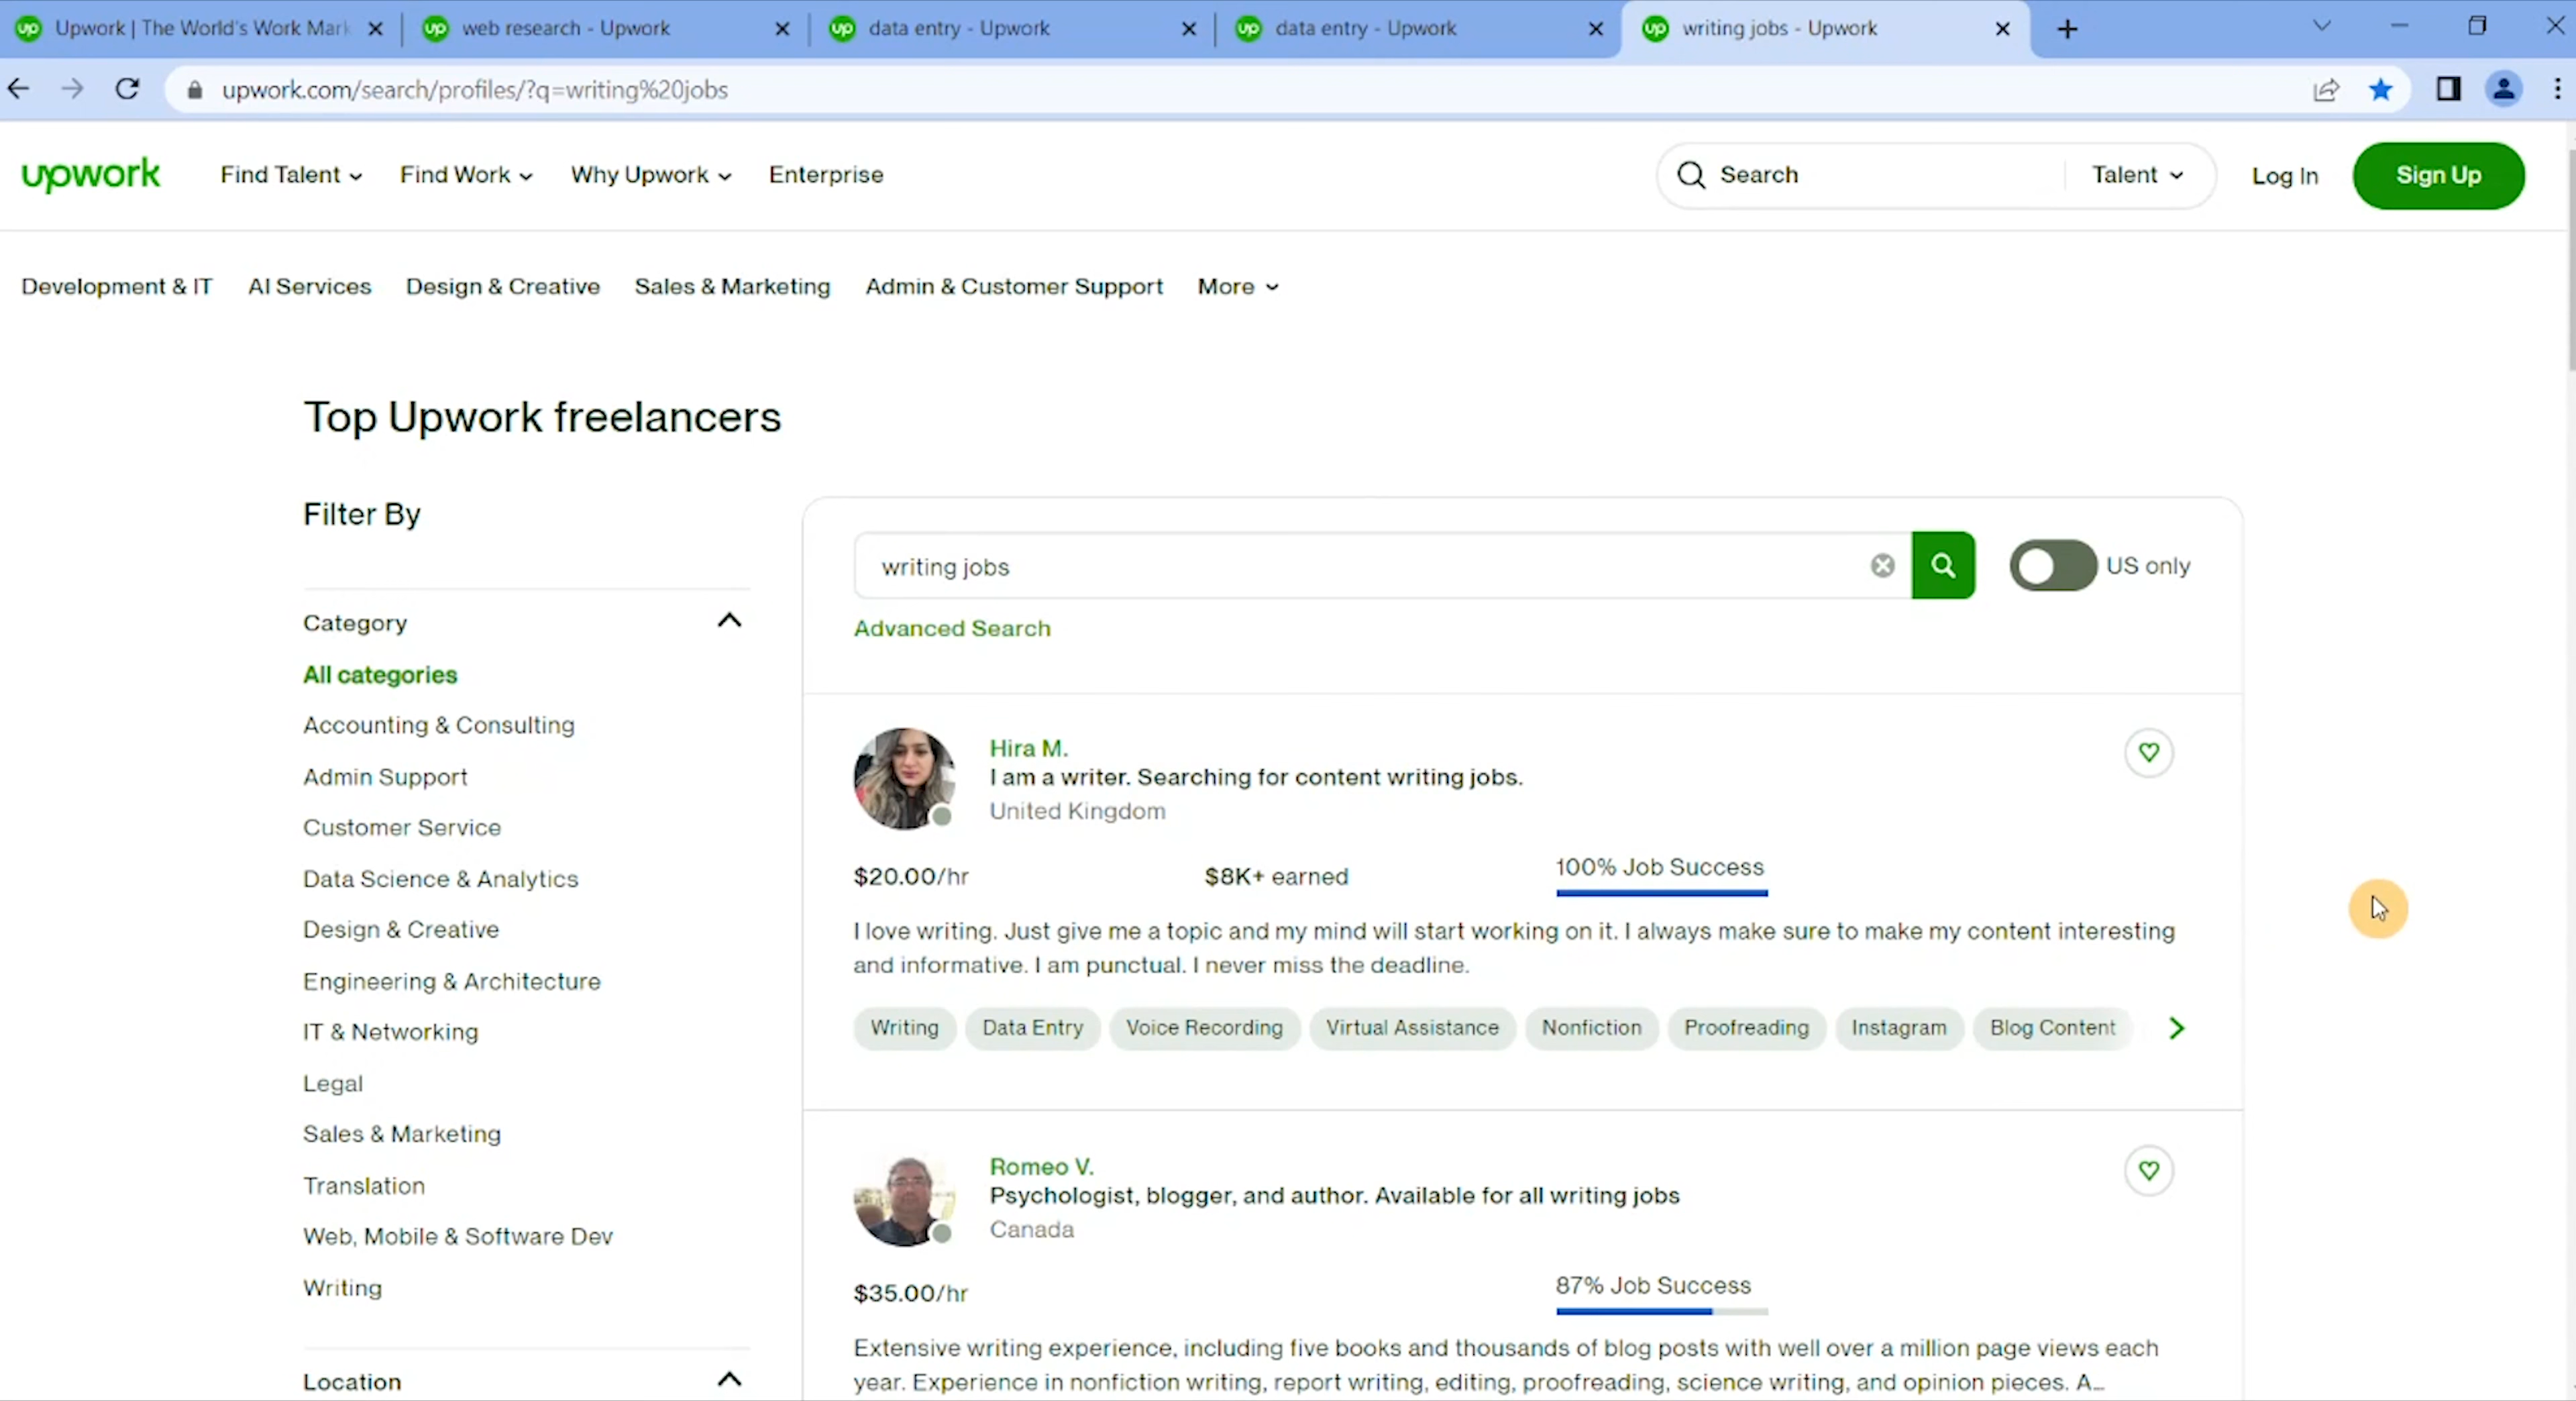 Upwork | The World's Work Mark
web research - Upwork
data entry - Upwork
data entry - Upwork
writing jobs - Upwork
upwork.com/search/profiles/?q=writing%20jobs
upwork
Find Talent
Find Work
Why Upwork
Enterprise
Search
Talent
Log In
Sign Up
Development & IT
AI Services
Design & Creative
Sales & Marketing
Admin & Customer Support
More
Top Upwork freelancers
Filter By
Category
All categories
Accounting & Consulting
Admin Support
Customer Service
Data Science & Analytics
Design & Creative
Engineering & Architecture
IT & Networking
Legal
Sales & Marketing
Translation
Web, Mobile & Software Dev
Writing
Location
writing jobs
US only
Advanced Search
Hira M.
I am a writer. Searching for content writing jobs.
United Kingdom
$20.00/hr
$8K+ earned
100% Job Success
I love writing. Just give me a topic and my mind will start working on it. I always make sure to make my content interesting
and informative. I am punctual. I never miss the deadline.
Writing
Data Entry
Voice Recording
Virtual Assistance
Nonfiction
Proofreading
Instagram
Blog Content
Romeo V.
Psychologist, blogger, and author. Available for all writing jobs
Canada
$35.00/hr
87% Job Success
Extensive writing experience, including five books and thousands of blog posts with well over a million page views each
year. Experience in nonfiction writing, report writing, editing, proofreading, science writing, and opinion pieces. A...